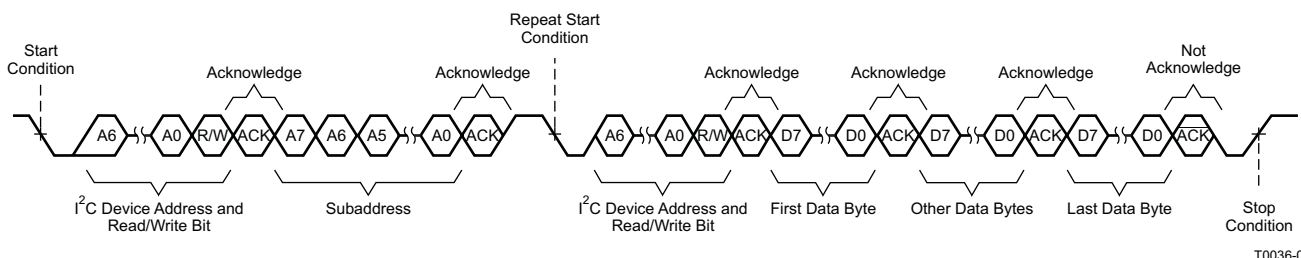 Repeat Start
Condition
Start
Condition
Not
Acknowledge
Acknowledge
Acknowledge
Acknowledge
Acknowledge
Acknowledge
A6 A0 R/W ACK A7 A6 A5 A0 ACK A6 A0 R/W ACK D7 D0 ACK D7 D0 ACK D7 D0 ACK
I²C Device Address and
Read/Write Bit
Subaddress
I²C Device Address and
Read/Write Bit
First Data Byte
Other Data Bytes
Last Data Byte
Stop
Condition